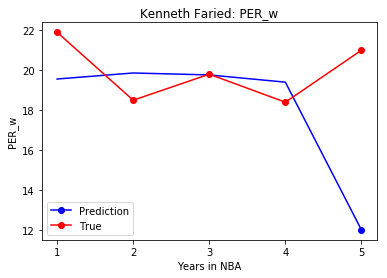 Kenneth Faried: PER_w
22
20
18
16
14
12
PER_w
Prediction
True
1 2 3 4 5
Years in NBA